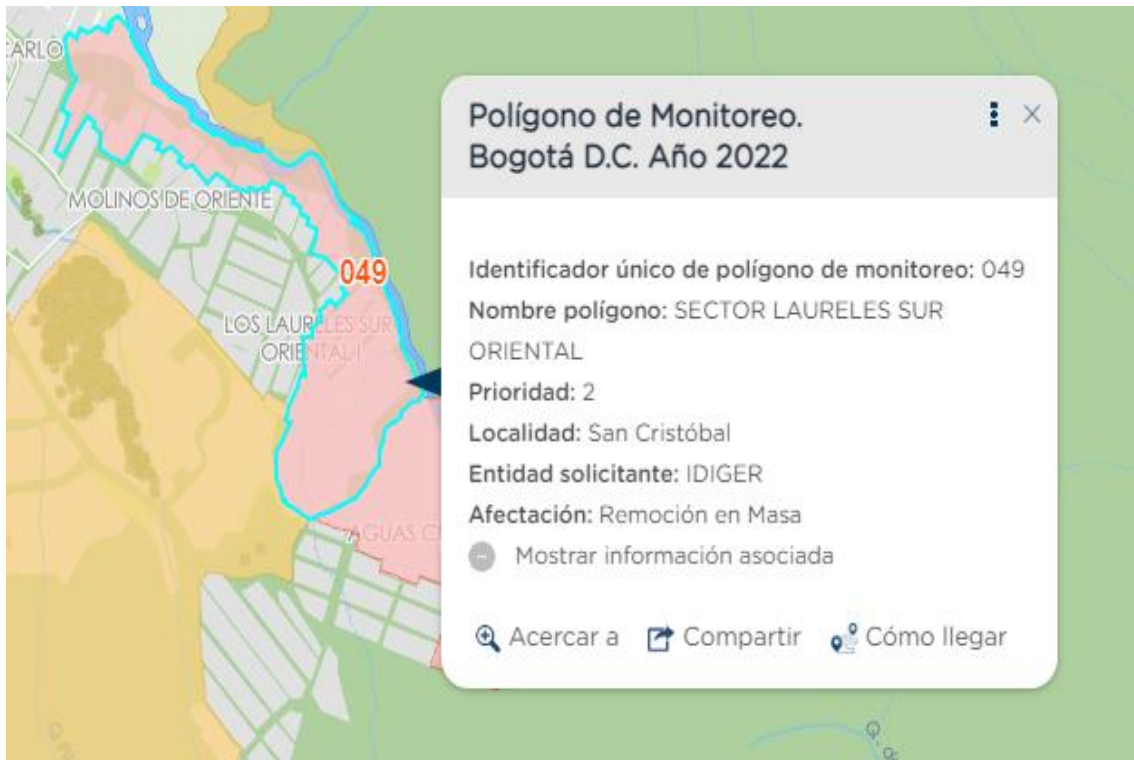 CARLO
MOLINOS DE ORIENTE
049
LOS LAURELES SUR
ORIENTAL I
AGUAS C
Polígono de Monitoreo.
Bogotá D.C. Año 2022
Identificador único de polígono de monitoreo: 049
Nombre polígono: SECTOR LAURELES SUR
ORIENTAL
Prioridad: 2
Localidad: San Cristóbal
Entidad solicitante: IDIGER
Afectación: Remoción en Masa
Mostrar información asociada
Acercar a Compartir Cómo llegar